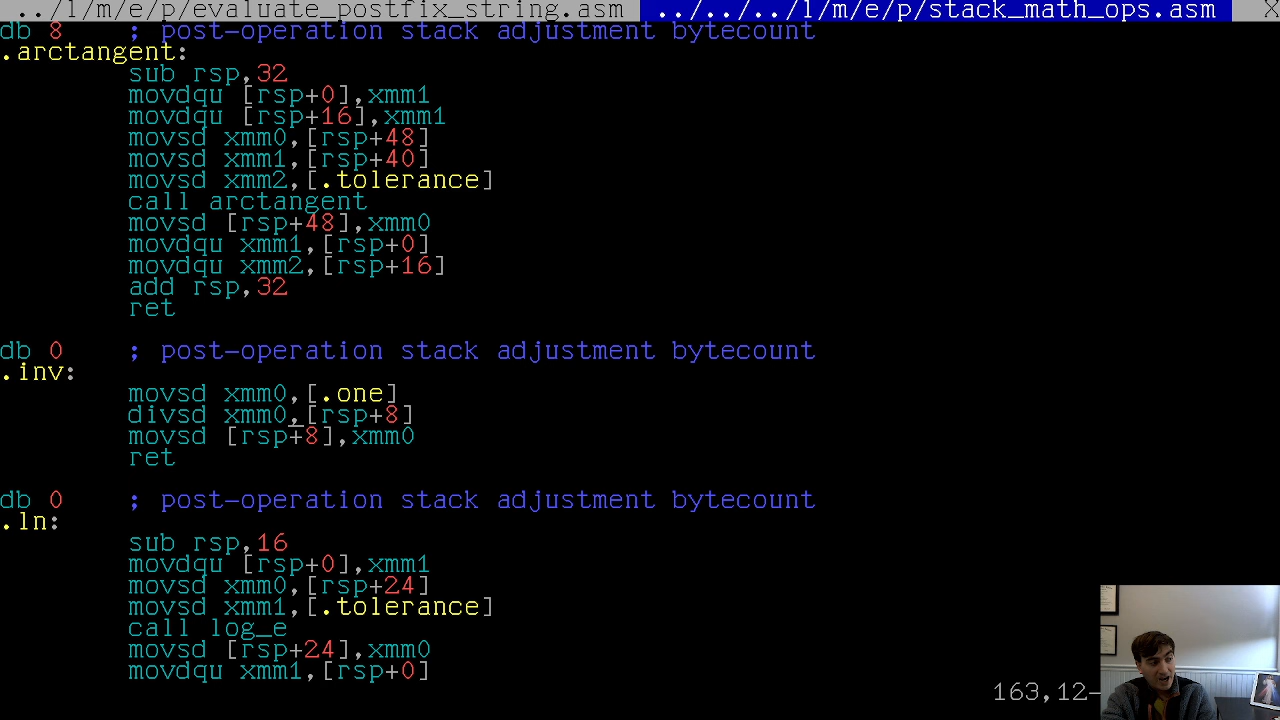 ../l/m/e/p/evaluate_postfix_string.asm ../../../l/m/e/p/stack_math_ops.asm X
db 8 ; post-operation stack adjustment bytecount
.arctangent:
sub rsp,32
movdqu [rsp+0],xmm1
movdqu [rsp+16],xmm1
movsd xmm0,[rsp+48]
movsd xmm1,[rsp+40]
movsd xmm2,[.tolerance]
call arctangent
movsd [rsp+48],xmm0
movdqu xmm1,[rsp+0]
movdqu xmm2,[rsp+16]
add rsp,32
ret
db 0 ; post-operation stack adjustment bytecount
.inv:
movsd xmm0,[.one]
divsd xmm0,[rsp+8]
movsd [rsp+8],xmm0
ret
db 0 ; post-operation stack adjustment bytecount
.ln:
sub rsp,16
movdqu [rsp+0],xmm1
movsd xmm0,[rsp+24]
movsd xmm1,[.tolerance]
call log_e
movsd [rsp+24],xmm0
movdqu xmm1,[rsp+0]
163,12-